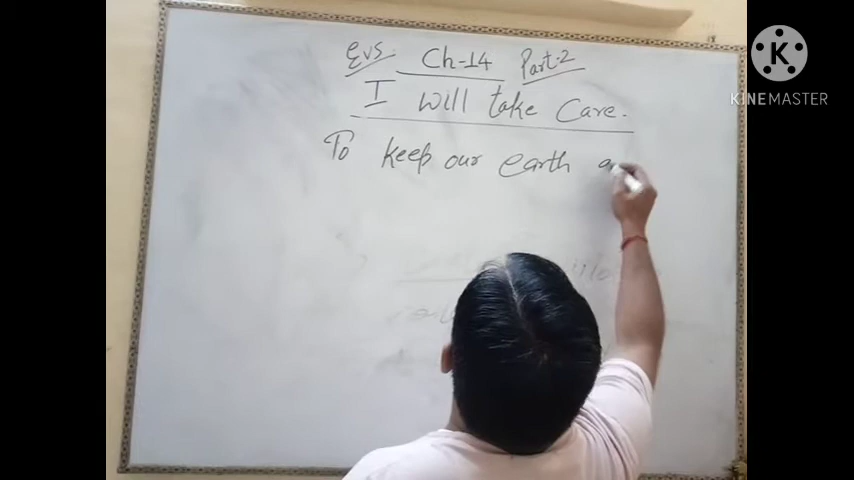 Evs. Ch-14 Part-2
I will take Care.
To keep our earth a
K
KINEMASTER